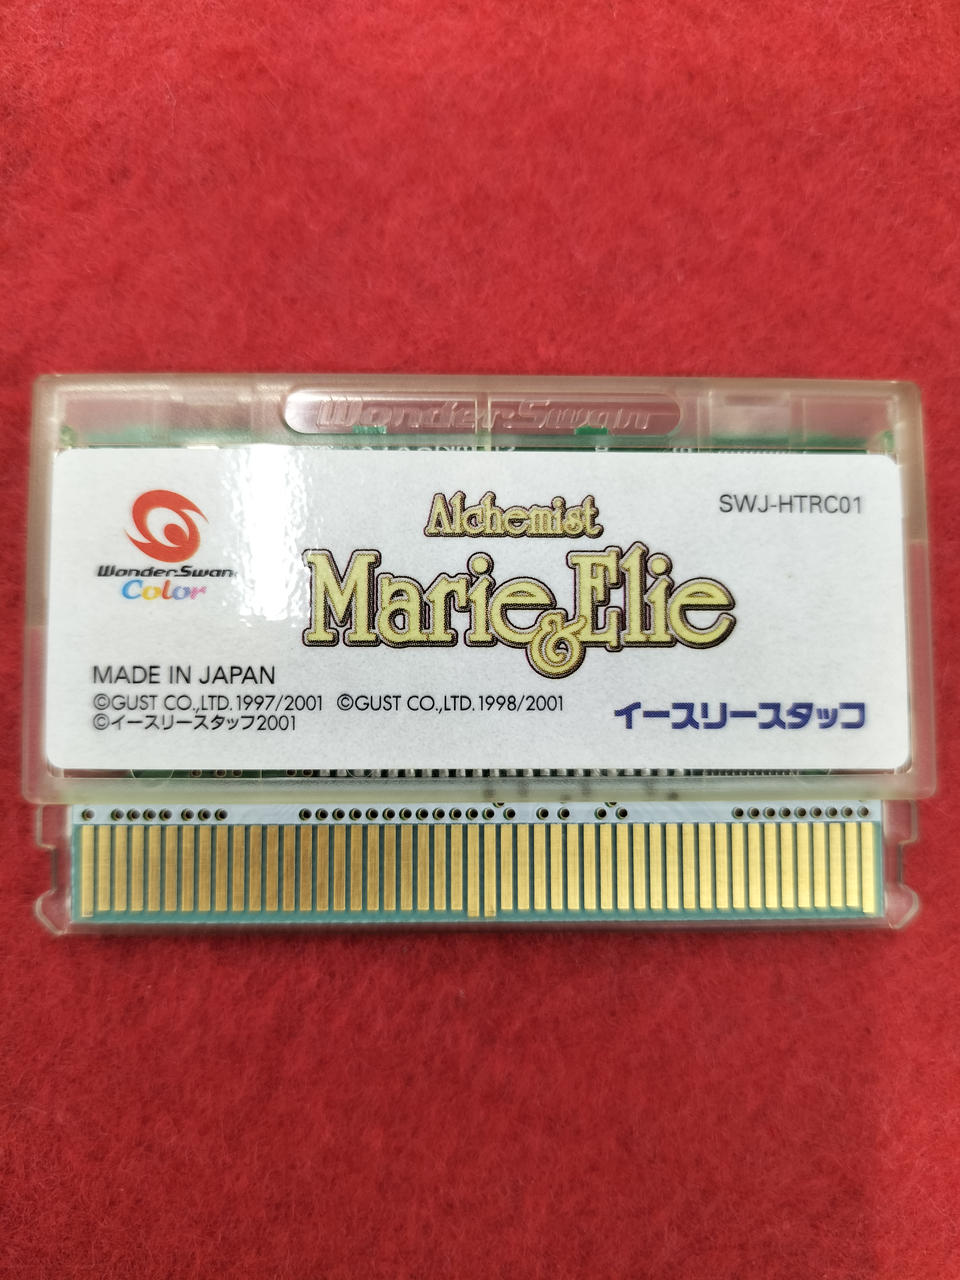 WonderSwan
Alchemist
SWJ-HTRC01
Marie & Elie
WonderSwan
Color
MADE IN JAPAN
©GUST CO.,LTD. 1997/2001 ©GUST CO.,LTD. 1998/2001
©イースリースタッフ2001
イースリースタッフ